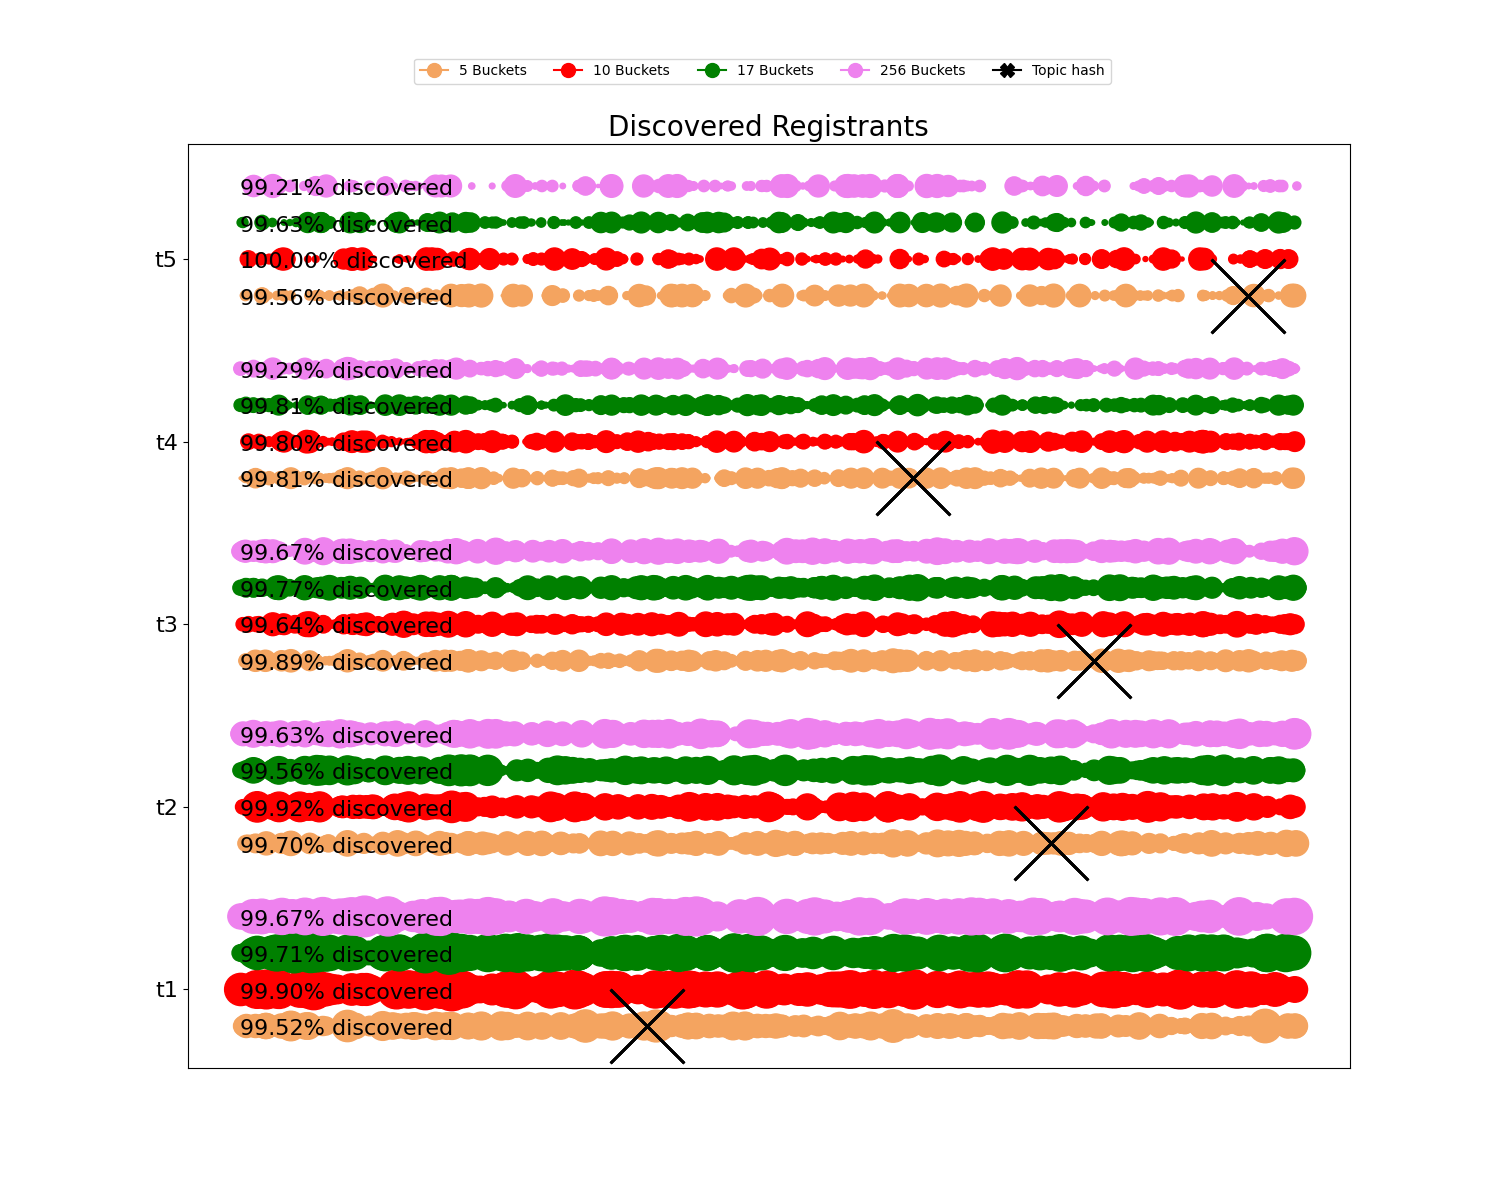 5 Buckets 10 Buckets 17 Buckets 256 Buckets Topic hash
Discovered Registrants
99.21% discovered
99.63% discovered
t5 100.00% discovered
99.56% discovered
99.29% discovered
99.81% discovered
t4 99.80% discovered
99.81% discovered
99.67% discovered
99.77% discovered
t3 99.64% discovered
99.89% discovered
99.63% discovered
99.56% discovered
t2 99.92% discovered
99.70% discovered
99.67% discovered
99.71% discovered
t1 99.90% discovered
99.52% discovered